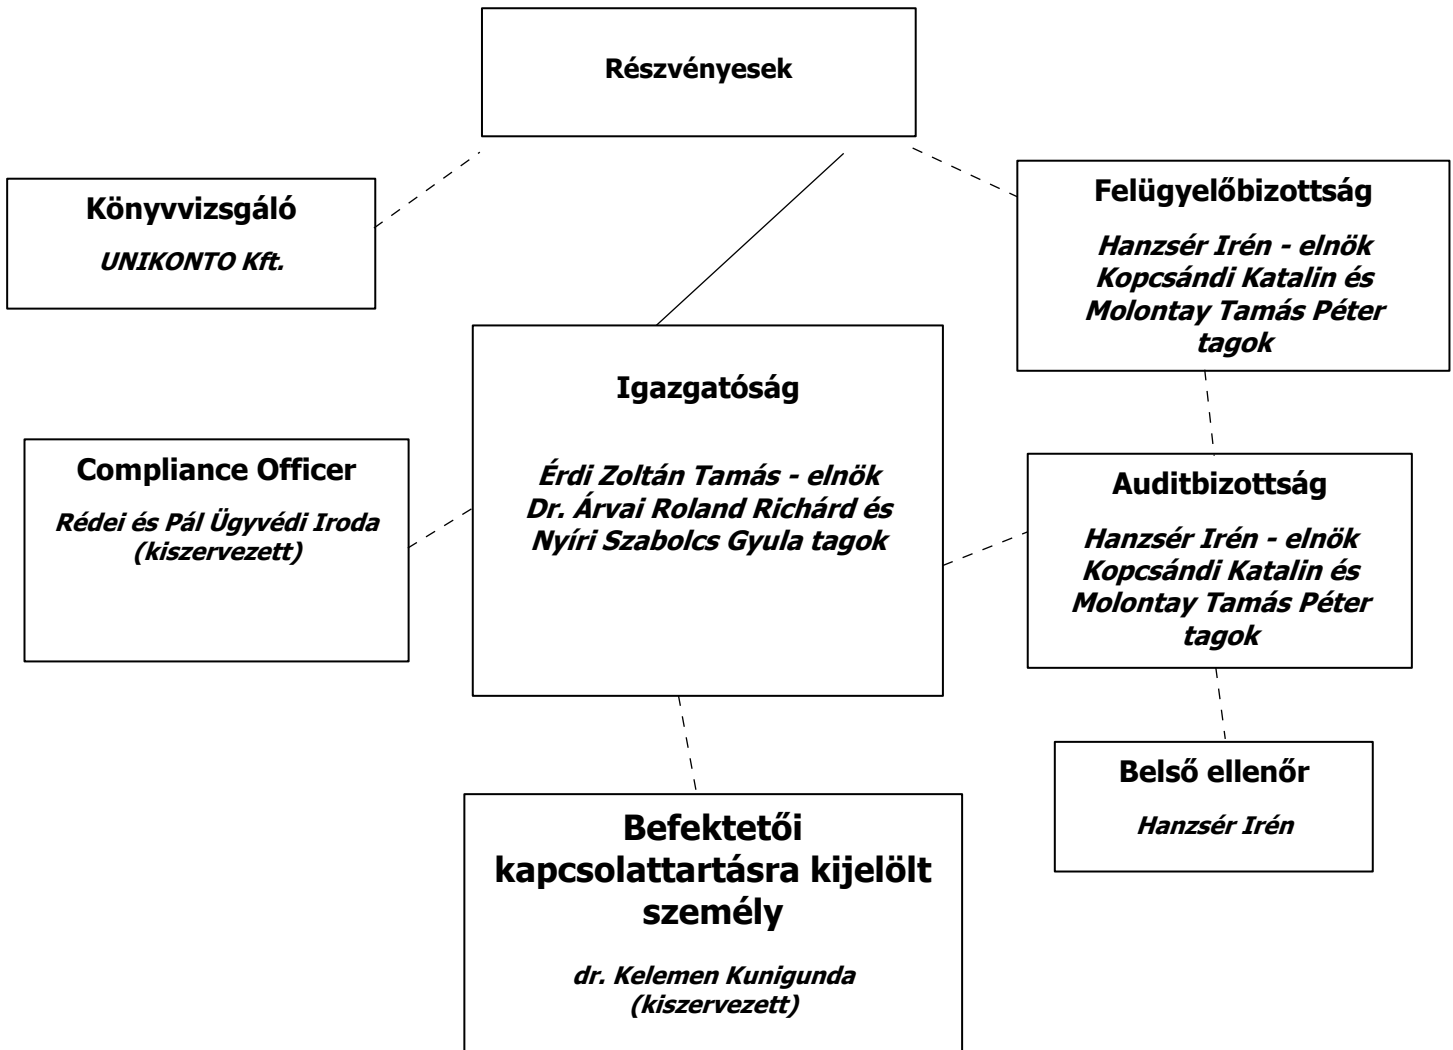 Részvényesek
Könyvvizsgáló
UNIKONTO Kft.
Felügyelőbizottság
Hanzsér Irén - elnök
Kopcsándi Katalin és
Molontay Tamás Péter
tagok
Igazgatóság
Érdi Zoltán Tamás - elnök
Dr. Árvai Roland Richárd és
Nyíri Szabolcs Gyula tagok
Compliance Officer
Rédei és Pál Ügyvédi Iroda
(kiszervezett)
Auditbizottság
Hanzsér Irén - elnök
Kopcsándi Katalin és
Molontay Tamás Péter
tagok
Belső ellenőr
Hanzsér Irén
Befektetői
kapcsolattartásra kijelölt
személy
dr. Kelemen Kunigunda
(kiszervezett)